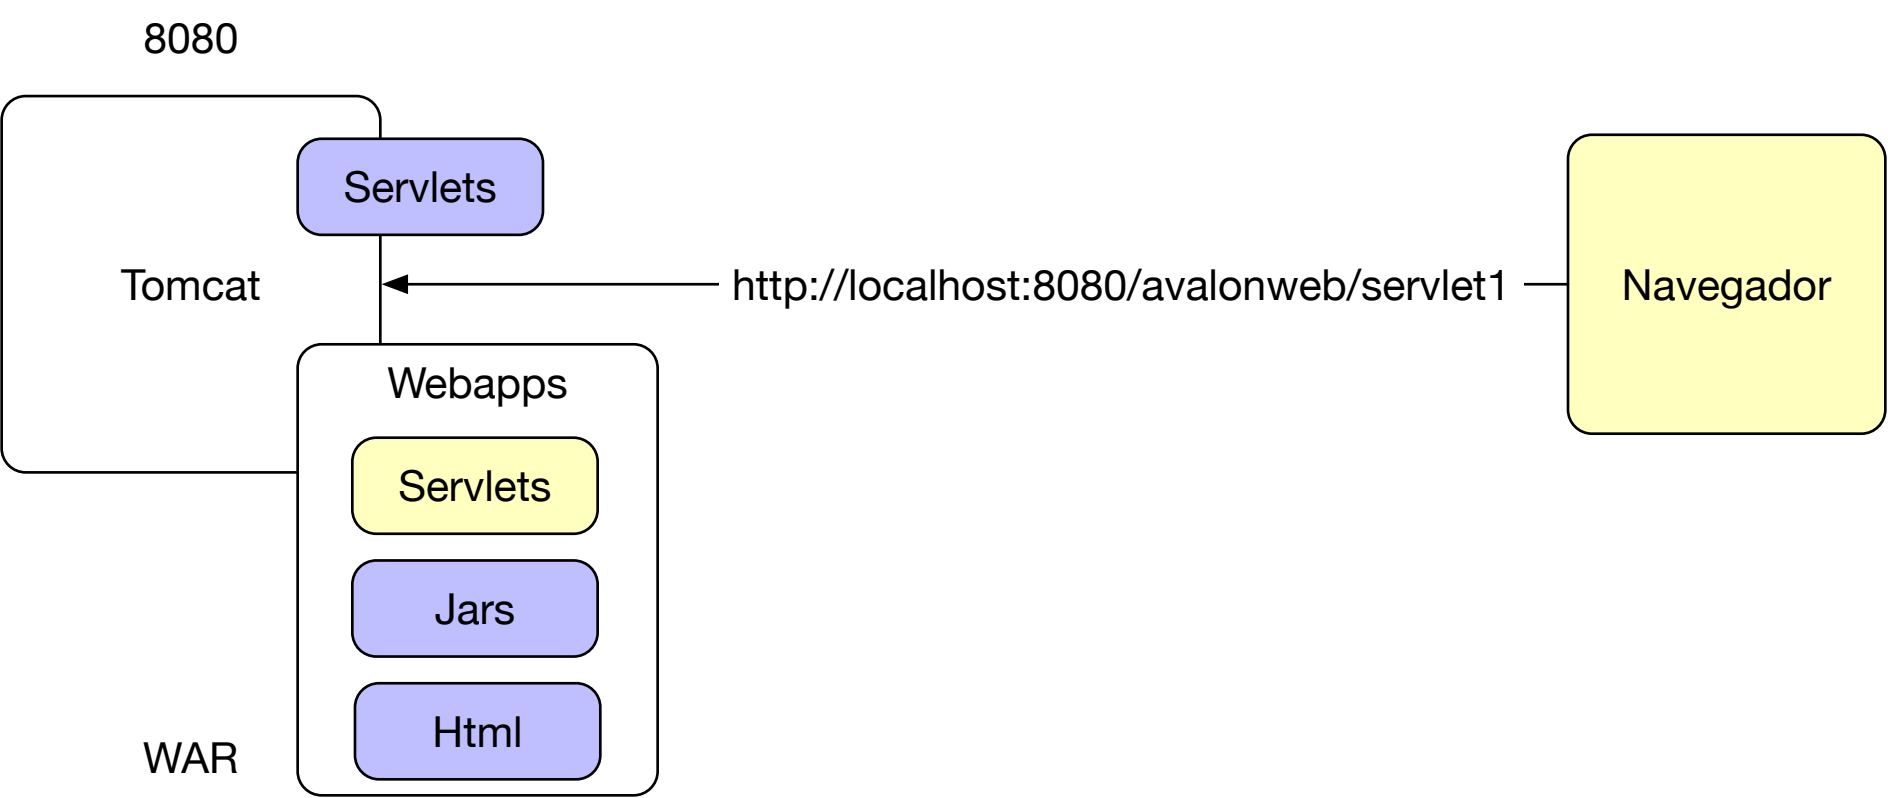 8080
Servlets
Tomcat
http://localhost:8080/avalonweb/servlet1
Navegador
Webapps
Servlets
Jars
Html
WAR